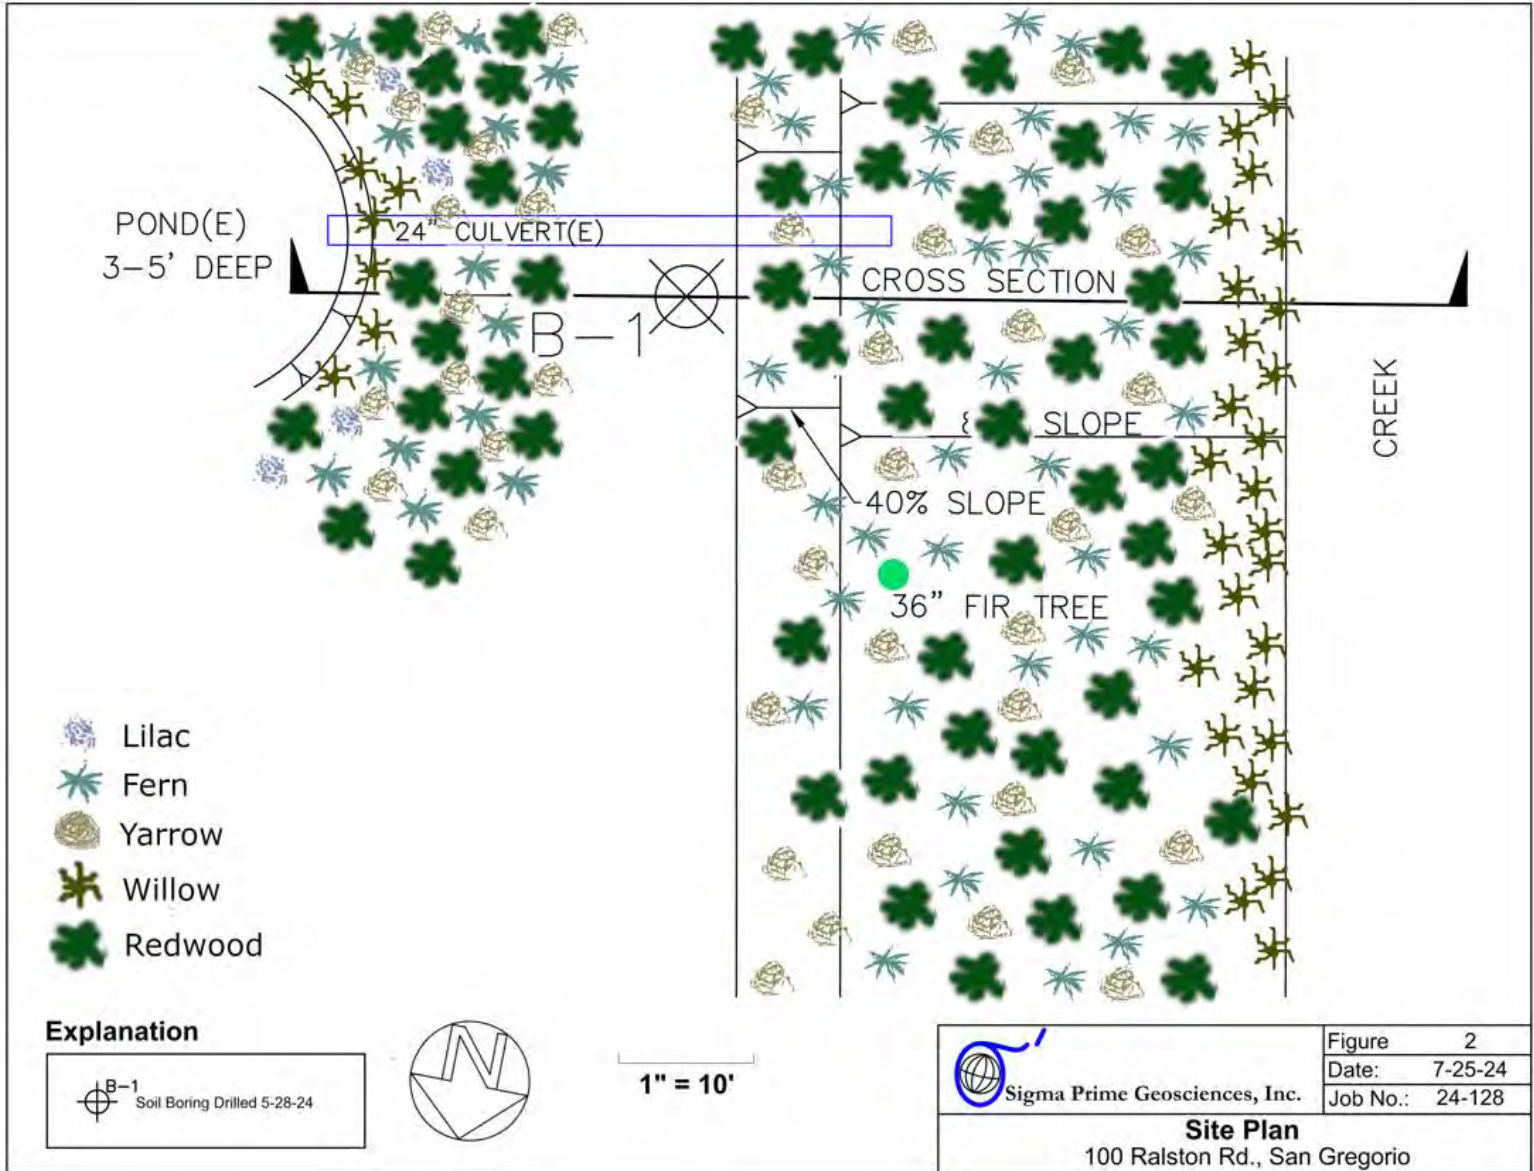 POND(E)
3-5' DEEP
24" CULVERT(E)
CROSS SECTION
B-1
8 SLOPE
CREEK
40% SLOPE
36" FIR TREE
Lilac
Fern
Yarrow
Willow
Redwood
Explanation
B-1
Soil Boring Drilled 5-28-24
N
1" = 10'
Sigma Prime Geosciences, Inc.
Figure 2
Date: 7-25-24
Job No.: 24-128
Site Plan
100 Ralston Rd., San Gregorio